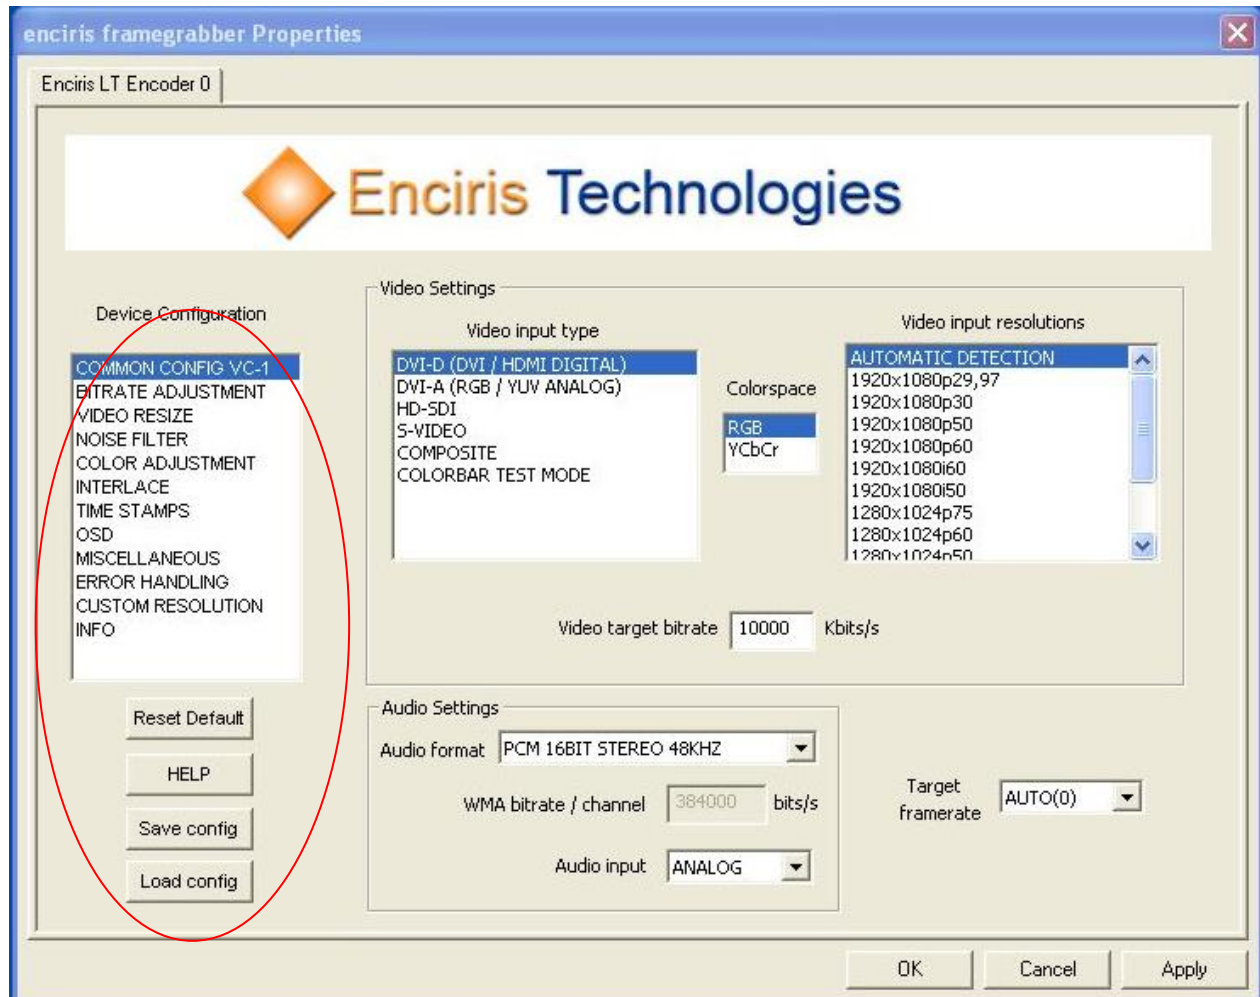 enciris framegrabber Properties
Enciris LT Encoder 0
Enciris Technologies
Device Configuration
COMMON CONFIG VC-1
BITRATE ADJUSTMENT
VIDEO RESIZE
NOISE FILTER
COLOR ADJUSTMENT
INTERLACE
TIME STAMPS
OSD
MISCELLANEOUS
ERROR HANDLING
CUSTOM RESOLUTION
INFO
Reset Default
HELP
Save config
Load config
Video Settings
Video input type
DVI-D (DVI / HDMI DIGITAL)
DVI-A (RGB / YUV ANALOG)
HD-SDI
S-VIDEO
COMPOSITE
COLORBAR TEST MODE
Colorspace
RGB
YCbCr
Video input resolutions
AUTOMATIC DETECTION
1920x1080p29,97
1920x1080p30
1920x1080p50
1920x1080p60
1920x1080i60
1920x1080i50
1280x1024p75
1280x1024p60
1280x1024p50
Video target bitrate 10000 Kbits/s
Audio Settings
Audio format PCM 16BIT STEREO 48KHZ
WMA bitrate / channel 384000 bits/s
Audio input ANALOG
Target framerate AUTO(0)
OK Cancel Apply